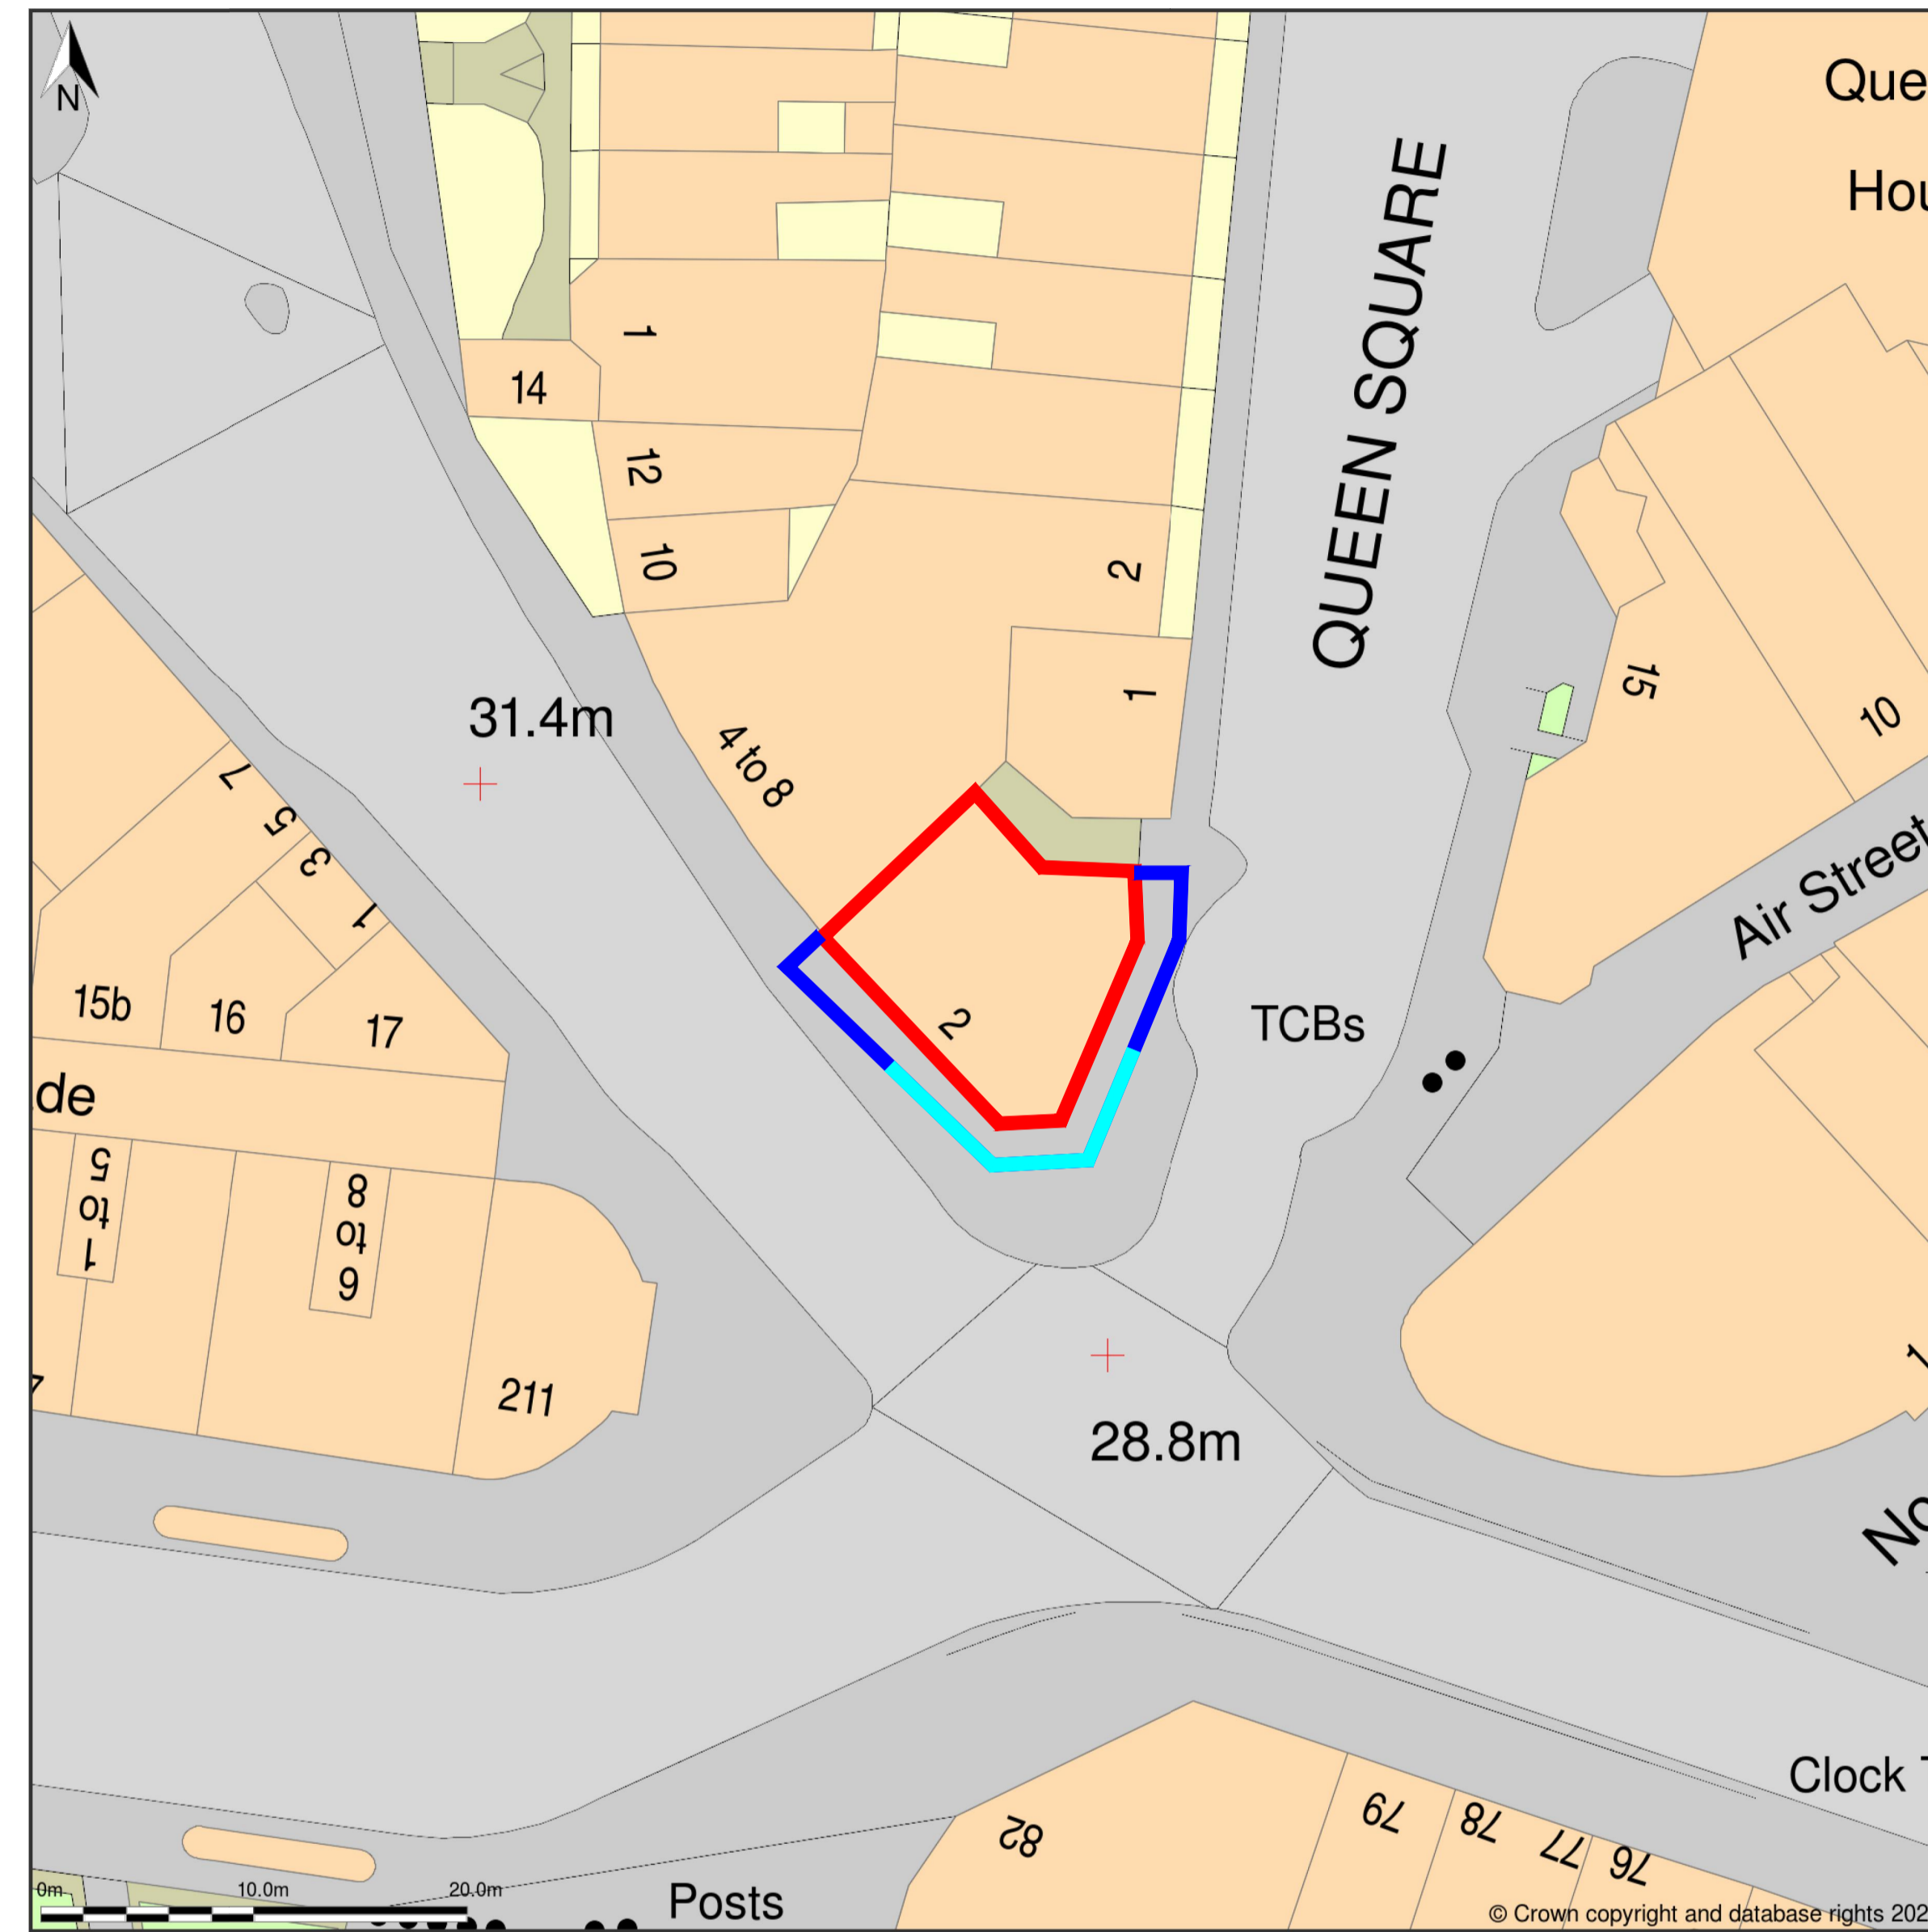 N
Que
Hou
QUEEN SQUARE
1
14
12
10
2
1
15
10
31.4m
4 to 8
7
5
3
1
Air Street
15b
16
17
2
TCBs
de
5 to 1
8 to 6
211
7
1
28.8m
No
Clock T
82
79
78
77
76
0m 10.0m 20.0m
Posts
© Crown copyright and database rights 202